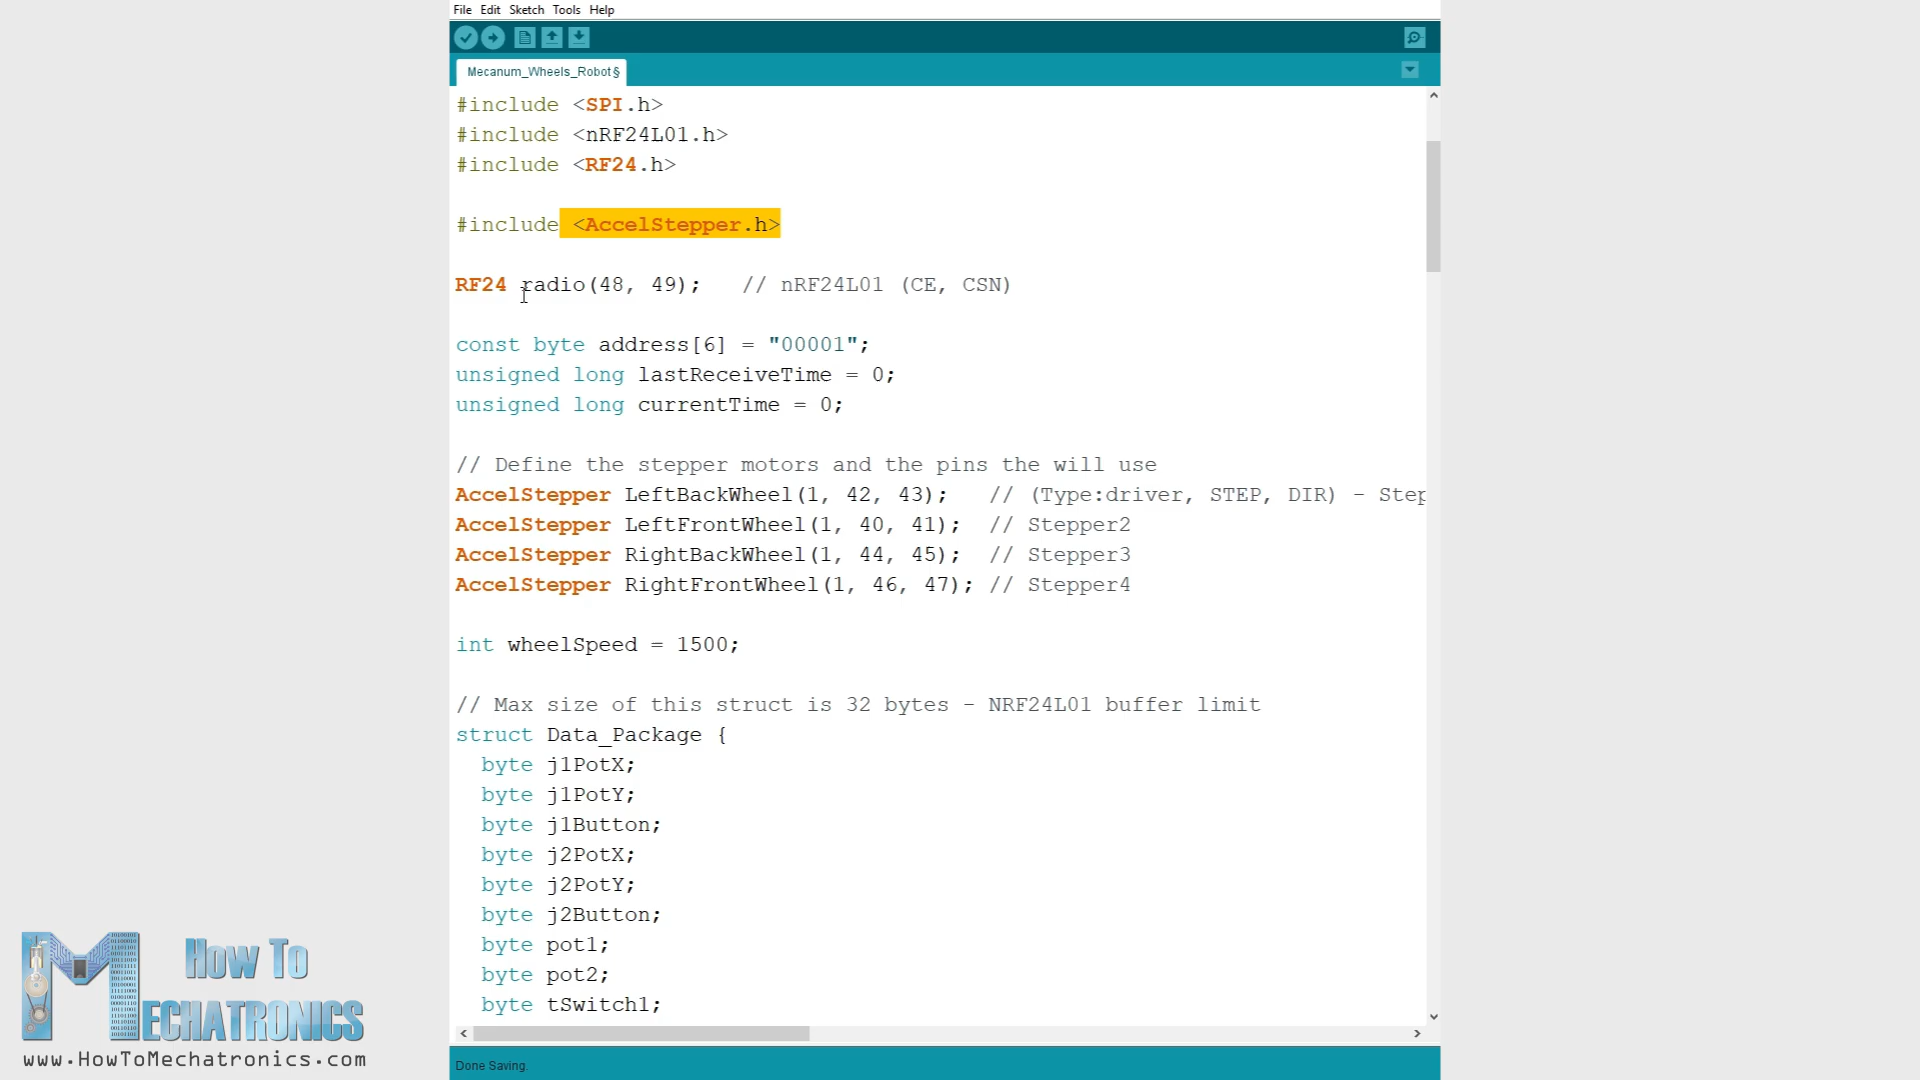 File Edit Sketch Tools Help
Mecanum_Wheels_Robot§
#include <SPI.h>
#include <nRF24L01.h>
#include <RF24.h>
#include <AccelStepper.h>
RF24 radio(48, 49);   // nRF24L01 (CE, CSN)
const byte address[6] = "00001";
unsigned long lastReceiveTime = 0;
unsigned long currentTime = 0;
// Define the stepper motors and the pins the will use
AccelStepper LeftBackWheel(1, 42, 43);   // (Type:driver, STEP, DIR) - Step
AccelStepper LeftFrontWheel(1, 40, 41);  // Stepper2
AccelStepper RightBackWheel(1, 44, 45);  // Stepper3
AccelStepper RightFrontWheel(1, 46, 47); // Stepper4
int wheelSpeed = 1500;
// Max size of this struct is 32 bytes - NRF24L01 buffer limit
struct Data_Package {
  byte j1PotX;
  byte j1PotY;
  byte j1Button;
  byte j2PotX;
  byte j2PotY;
  byte j2Button;
  byte pot1;
  byte pot2;
  byte tSwitch1;
Done Saving.
How To
MECHATRONICS
www.HowToMechatronics.com